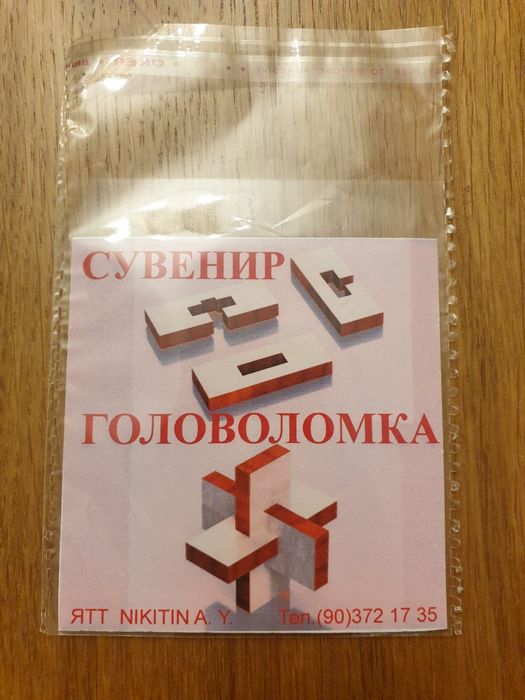 СУВЕНИР
ГОЛОВОЛОМКА
ЯТТ NIKITIN A. Y. Тел.(90)372 17 35